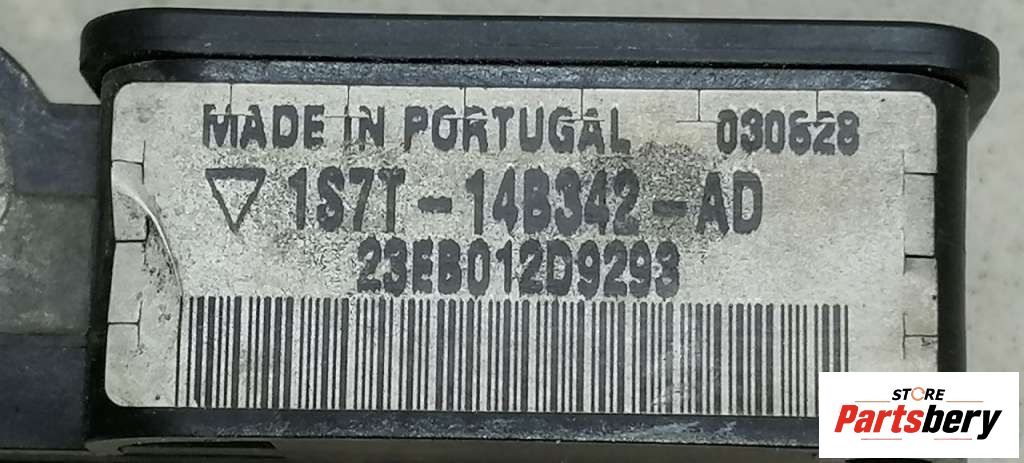 MADE IN PORTUGAL 030628
1S7T-14B342-AD
23EB012D9293
STORE
Partsbery